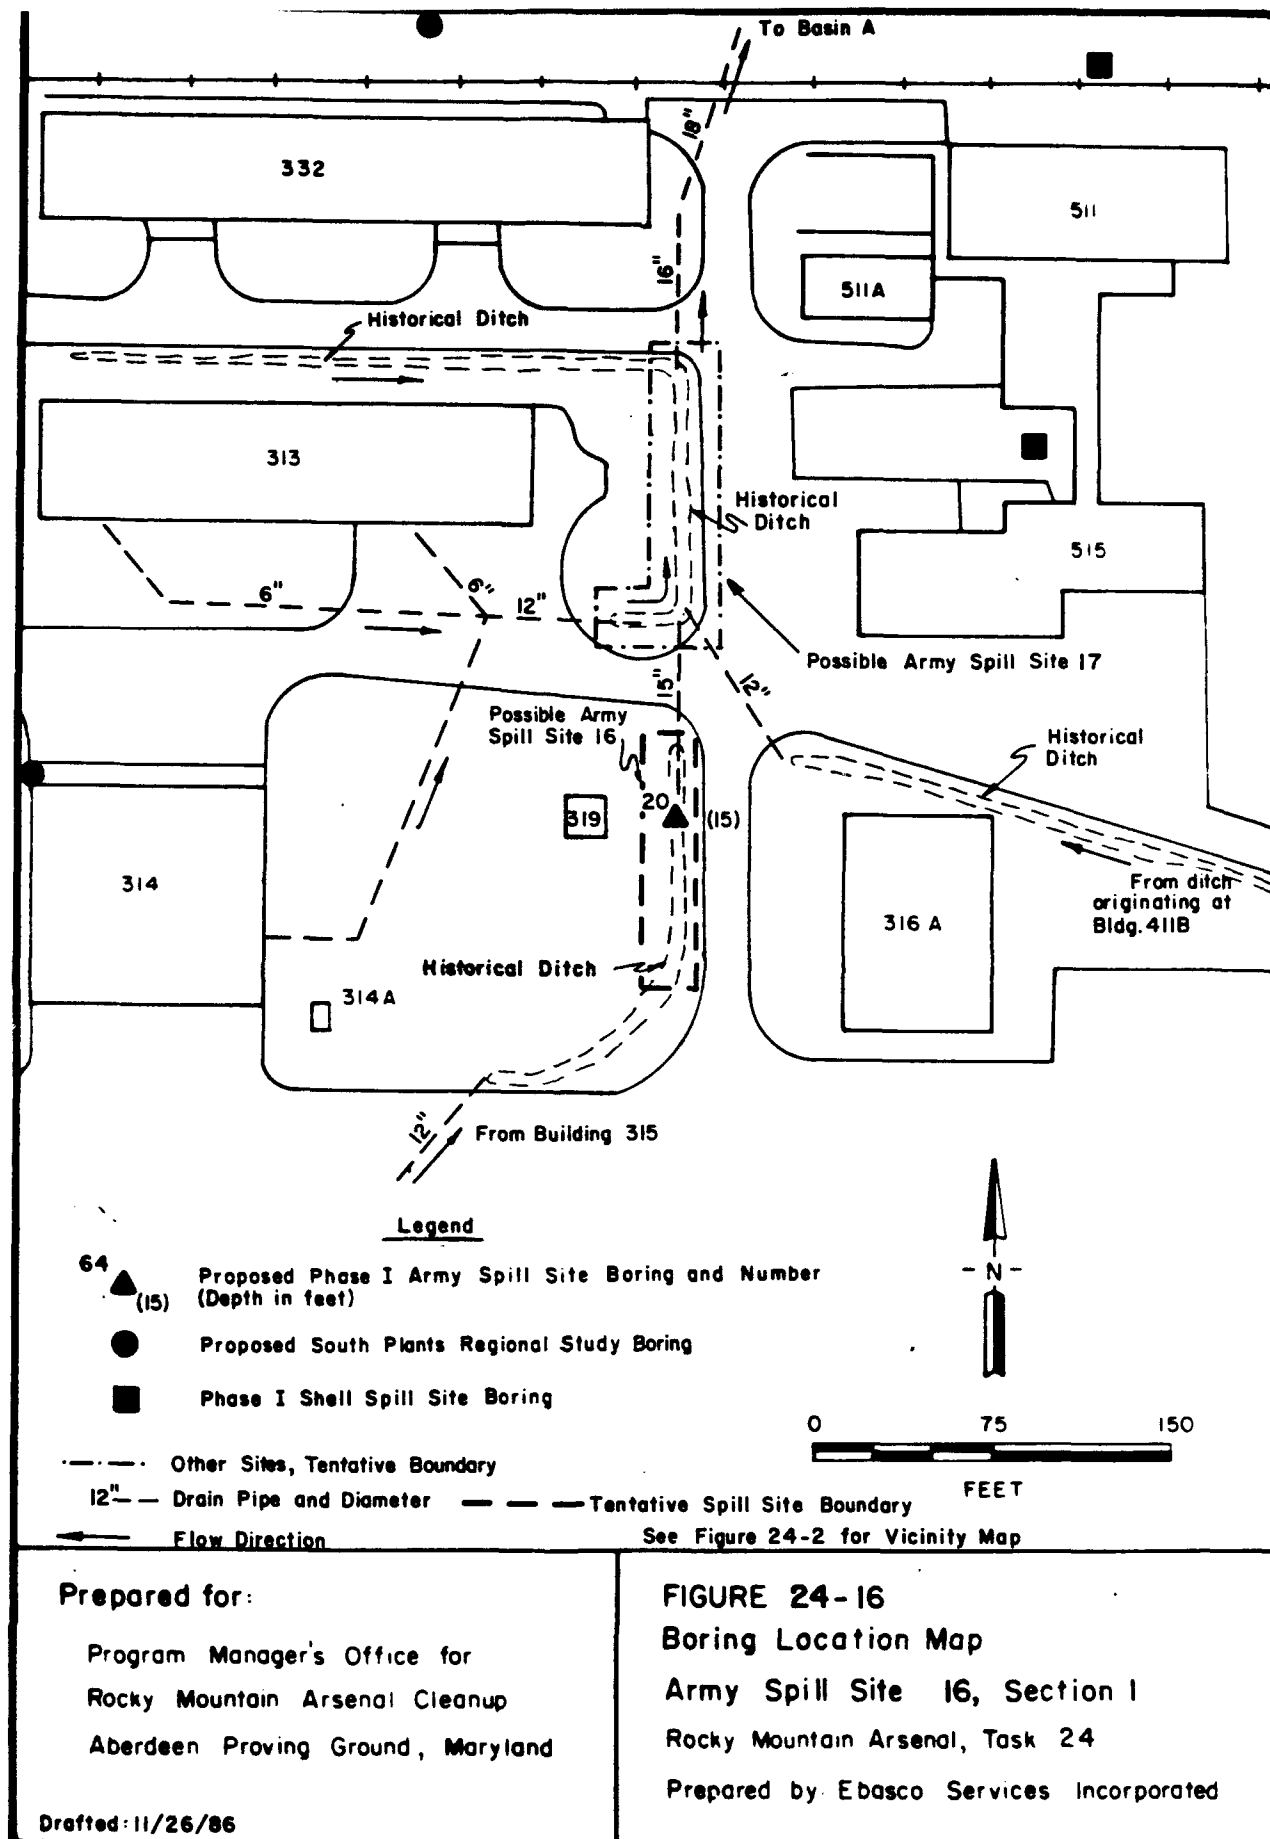 To Basin A
18"
332
511
16"
511A
Historical Ditch
313
Historical
Ditch
515
6"
6"
12"
Possible Army Spill Site 17
15"
12"
Possible Army
Spill Site 16
Historical
Ditch
20
319
(15)
314
From ditch
originating at
Bldg. 411B
316 A
Historical Ditch
314A
12"
From Building 315
Legend
64
(15)
Proposed Phase I Army Spill Site Boring and Number
(Depth in feet)
- N -
Proposed South Plants Regional Study Boring
Phase I Shell Spill Site Boring
0 75 150
FEET
Other Sites, Tentative Boundary
12" Drain Pipe and Diameter
Tentative Spill Site Boundary
Flow Direction
See Figure 24-2 for Vicinity Map
Prepared for:
Program Manager's Office for
Rocky Mountain Arsenal Cleanup
Aberdeen Proving Ground, Maryland
Drafted: 11/26/86
FIGURE 24-16
Boring Location Map
Army Spill Site 16, Section 1
Rocky Mountain Arsenal, Task 24
Prepared by: Ebasco Services Incorporated